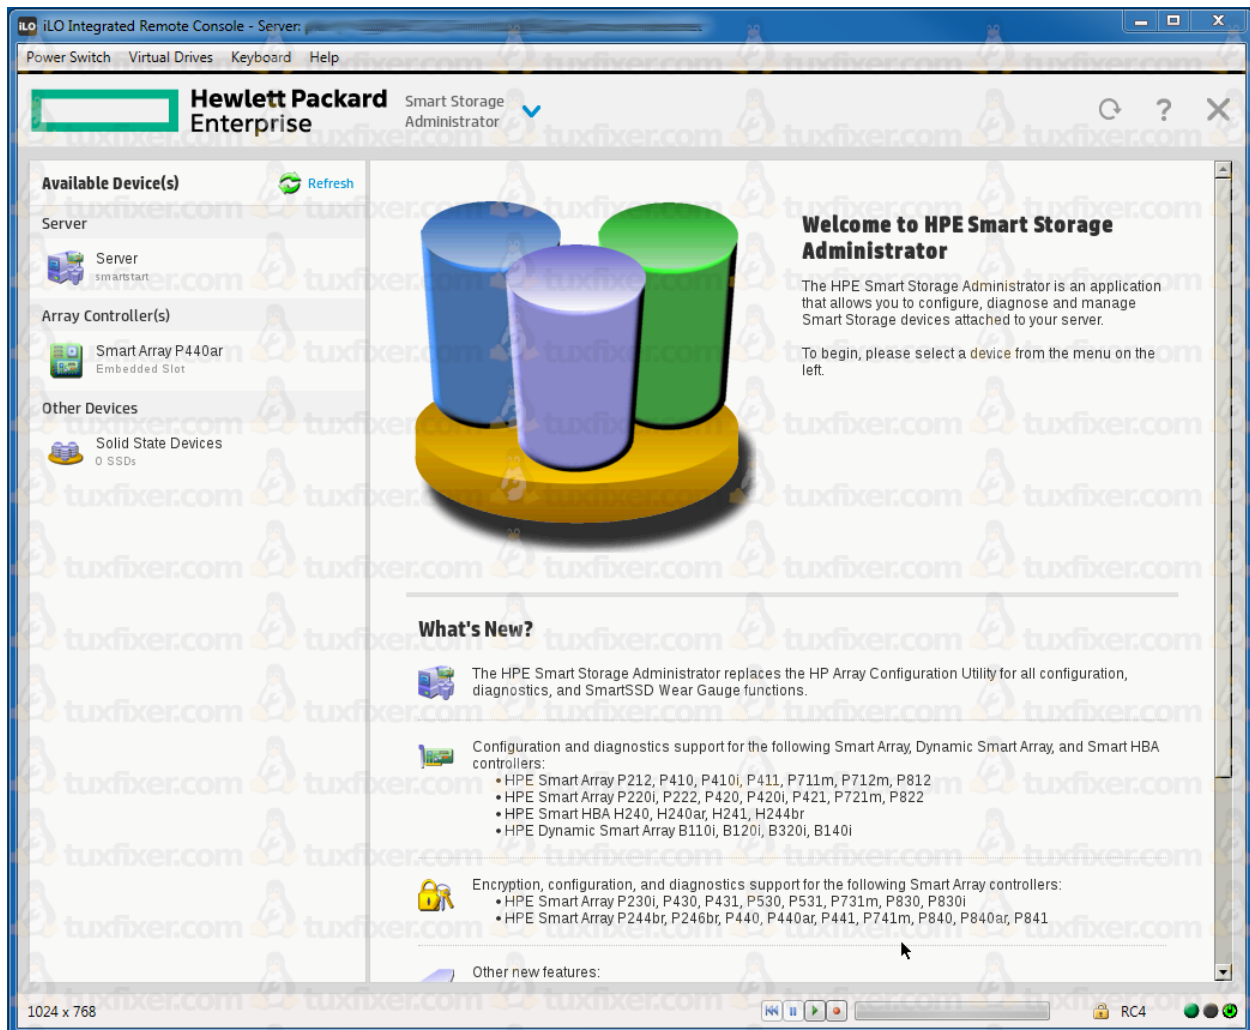 iLO iLO Integrated Remote Console - Server:
Power Switch Virtual Drives Keyboard Help
Hewlett Packard
Enterprise
Smart Storage
Administrator
?
Available Device(s)
Refresh
Server
Server
smartstart
Array Controller(s)
Smart Array P440ar
Embedded Slot
Other Devices
Solid State Devices
0 SSDs
Welcome to HPE Smart Storage
Administrator
The HPE Smart Storage Administrator is an application
that allows you to configure, diagnose and manage
Smart Storage devices attached to your server.
To begin, please select a device from the menu on the
left.
What's New?
The HPE Smart Storage Administrator replaces the HP Array Configuration Utility for all configuration,
diagnostics, and SmartSSD Wear Gauge functions.
Configuration and diagnostics support for the following Smart Array, Dynamic Smart Array, and Smart HBA
controllers:
• HPE Smart Array P212, P410, P410i, P411, P711m, P712m, P812
• HPE Smart Array P220i, P222, P420, P420i, P421, P721m, P822
• HPE Smart HBA H240, H240ar, H241, H244br
• HPE Dynamic Smart Array B110i, B120i, B320i, B140i
Encryption, configuration, and diagnostics support for the following Smart Array controllers:
• HPE Smart Array P230i, P430, P431, P530, P531, P731m, P830, P830i
• HPE Smart Array P244br, P246br, P440, P440ar, P441, P741m, P840, P840ar, P841
Other new features:
1024 x 768
RC4
tuxfixer.com